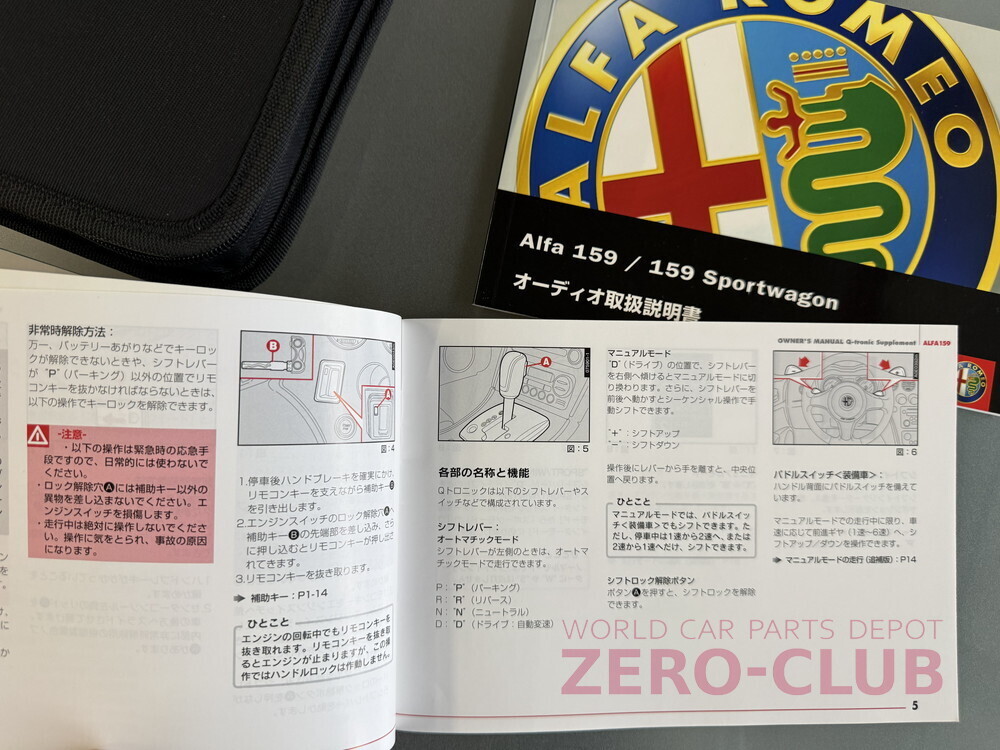 ALFA ROMEO
Alfa 159 / 159 Sportwagon
オーディオ取扱説明書
非常時解除方法：
万一、バッテリーあがりなどでキーロッ
クが解除できないときや、シフトレバー
が “P”（パーキング）以外の位置でリモ
コンキーを抜かなければならないときは、
以下の操作でキーロックを解除できます。
-注意-
・以下の操作は緊急時の応急手
段ですので、日常的には使わないで
ください。
・ロック解除穴Aには補助キー以外の
異物を差し込まないでください。エ
ンジンスイッチを損傷します。
・走行中は絶対に操作しないでくださ
い。操作に気をとられ、事故の原因
になります。
B
A
図：4
1.停車後ハンドブレーキを確実にかけ、
リモコンキーを支えながら補助キー
を引き出します。
2.エンジンスイッチのロック解除穴A
補助キーBの先端部を差し込み、さら
に押し込むとリモコンキーが押し出さ
れてきます。
3.リモコンキーを抜き取ります。
補助キー：P1-14
ひとこと
エンジンの回転中でもリモコンキーを抜き取れます。
抜き取れます。リモコンキーを抜き取
るとエンジンが止まりますが、この操
作ではハンドルロックは作動しません。
A
図：5
各部の名称と機能
Qトロニックは以下のシフトレバーやス
イッチなどで構成されています。
シフトレバー：
オートマチックモード
シフトレバーが左側のときは、オートマ
チックモードで走行できます。
P：“P”（パーキング）
R：“R”（リバース）
N：“N”（ニュートラル）
D：“D”（ドライブ：自動変速）
マニュアルモード
“D”（ドライブ）の位置で、シフトレバー
を右側へ傾けるとマニュアルモードに切
り換わります。さらに、シフトレバーを
前後へ動かすとシーケンシャル操作で手
動シフトできます。
“＋”：シフトアップ
“－”：シフトダウン
操作後にレバーから手を離すと、中央位
置へ戻ります。
ひとこと
マニュアルモードでは、パドルスイッ
チ<装備車>でもシフトできます。た
だし、停車中は1速から2速へ、または
2速から1速へだけ、シフトできます。
シフトロック解除ボタン
ボタンAを押すと、シフトロックを解除
できます。
OWNER'S MANUAL Q-tronic Supplement ALFA159
図：6
パドルスイッチ<装備車>：
ハンドル背面にパドルスイッチを備えて
います。
マニュアルモードでの走行中に限り、車
速に応じて前進ギヤ（1速～6速）へ、シ
フトアップ/ダウンを操作できます。
マニュアルモードの走行（追補版）：P14
5
WORLD CAR PARTS DEPOT
ZERO-CLUB